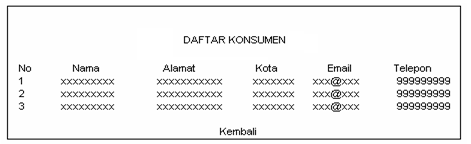 DAFTAR KONSUMEN
No Nama Alamat Kota Email Telepon
1 xxxxxxxxx xxxxxxxxxxx xxxxxxx xxx@xxx 999999999
2 xxxxxxxxx xxxxxxxxxxx xxxxxxx xxx@xxx 999999999
3 xxxxxxxxx xxxxxxxxxxx xxxxxxx xxx@xxx 999999999
Kembali